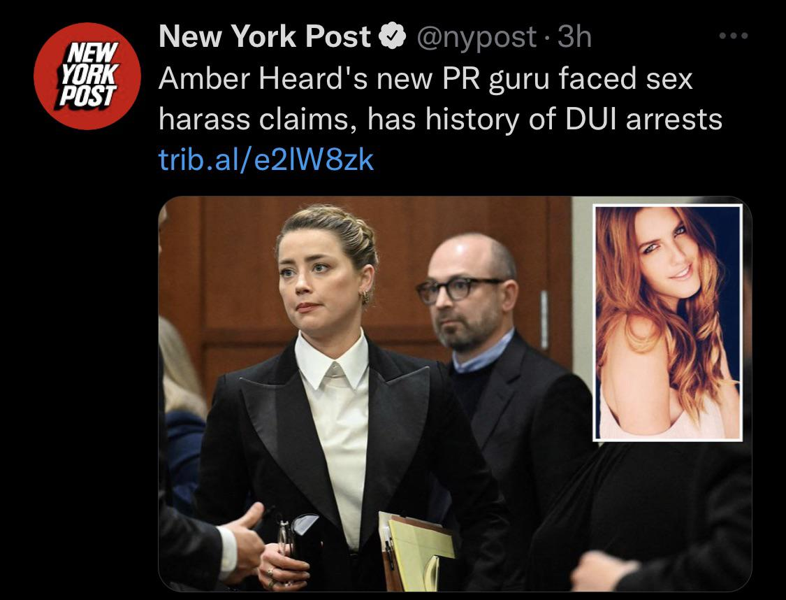 NEW
YORK
POST
New York Post @nypost · 3h
Amber Heard's new PR guru faced sex
harass claims, has history of DUI arrests
trib.al/e2lW8zk